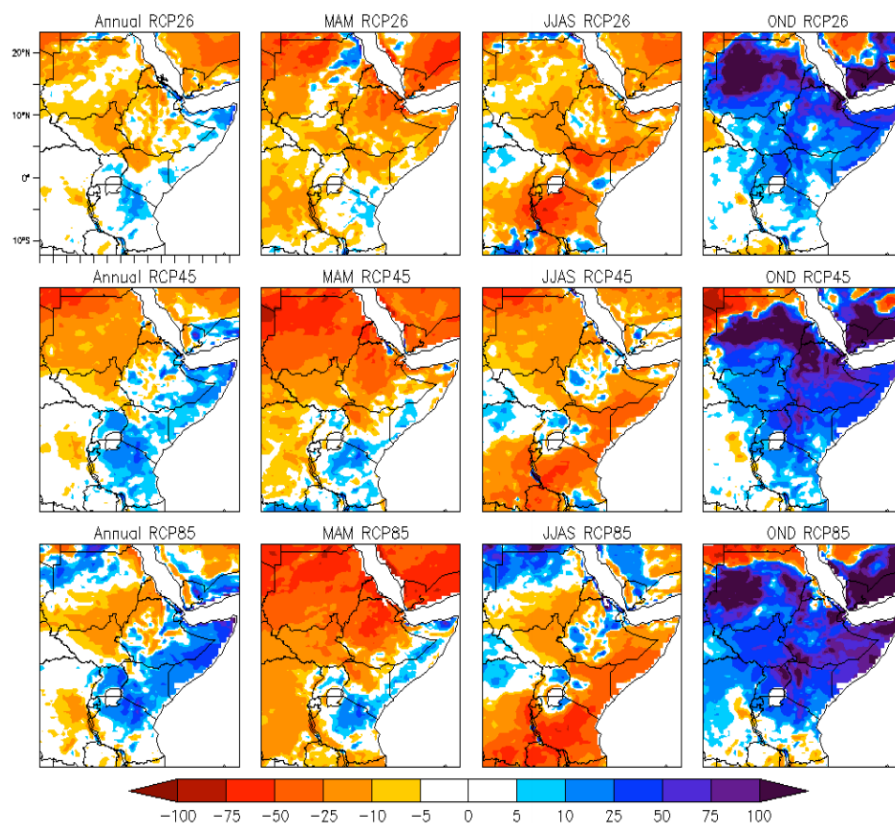 Annual RCP26 MAM RCP26 JJAS RCP26 OND RCP26
20°N
10°N
0°
10°S
Annual RCP45 MAM RCP45 JJAS RCP45 OND RCP45
Annual RCP85 MAM RCP85 JJAS RCP85 OND RCP85
-100 -75 -50 -25 -10 -5 0 5 10 25 50 75 100